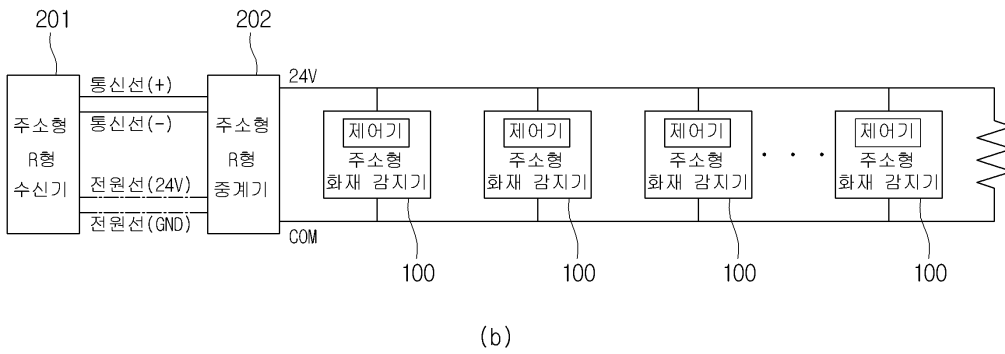 201
202
통신선(+)
24V
통신선(-)
주소형
R형
수신기
주소형
R형
중계기
전원선(24V)
전원선(GND)
제어기
주소형
화재 감지기
제어기
주소형
화재 감지기
제어기
주소형
화재 감지기
· · ·
제어기
주소형
화재 감지기
COM
100
100
100
100
(b)